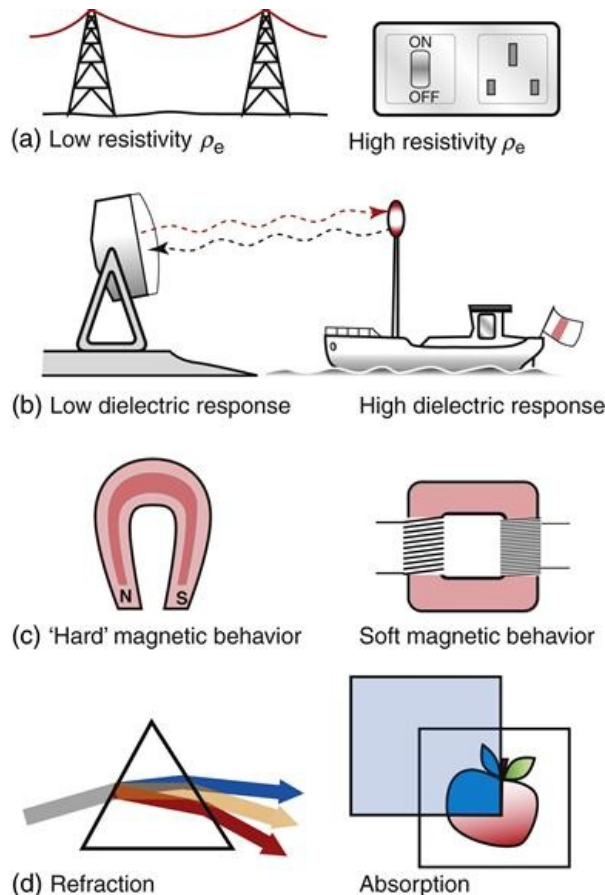 ON
OFF
(a) Low resistivity ρe
High resistivity ρe
(b) Low dielectric response
High dielectric response
N S
(c) ‘Hard’ magnetic behavior
Soft magnetic behavior
(d) Refraction
Absorption